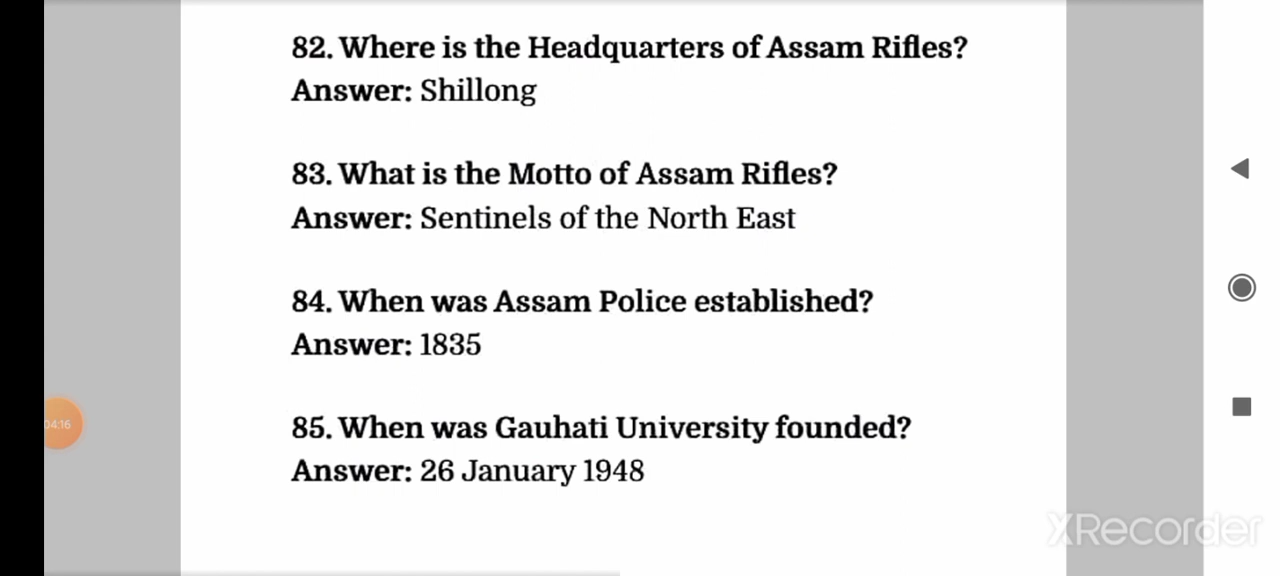 82. Where is the Headquarters of Assam Rifles?
Answer: Shillong
83. What is the Motto of Assam Rifles?
Answer: Sentinels of the North East
84. When was Assam Police established?
Answer: 1835
04:16
85. When was Gauhati University founded?
Answer: 26 January 1948
XRecorder